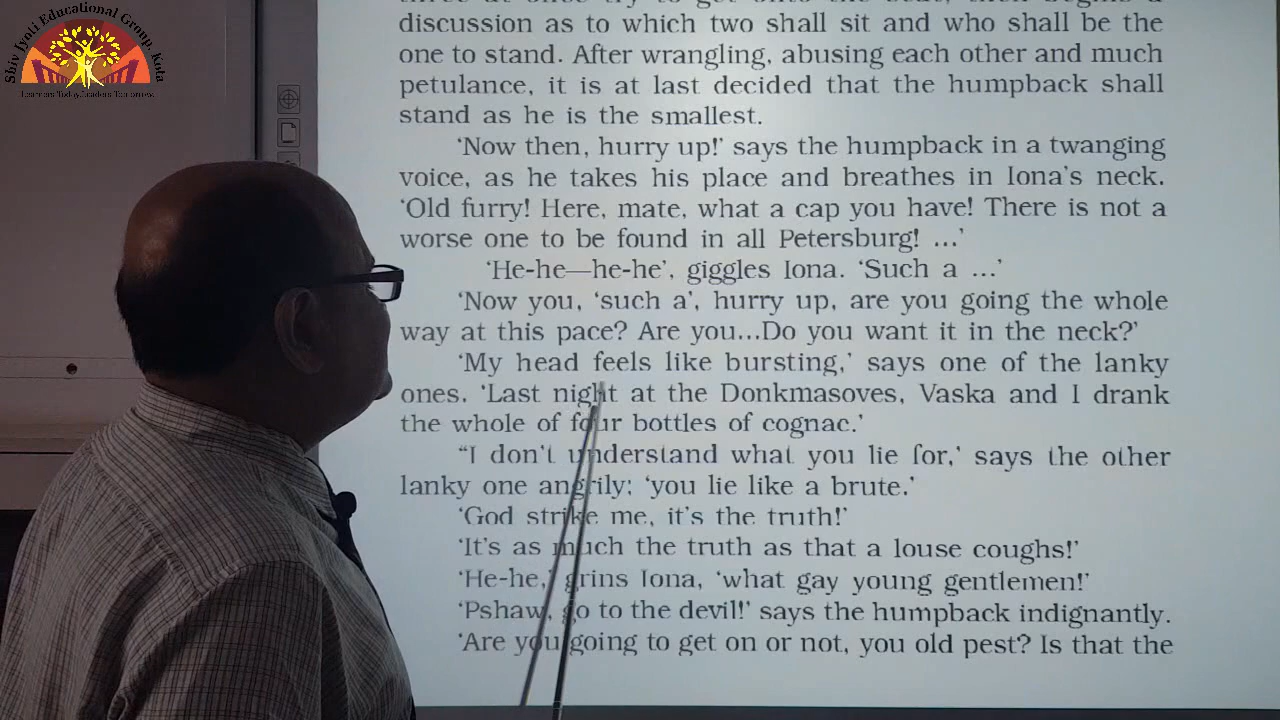 Shiv Jyoti Educational Group, Kota
Learners Today, Leaders Tomorrow.
discussion as to which two shall sit and who shall be the
one to stand. After wrangling, abusing each other and much
petulance, it is at last decided that the humpback shall
stand as he is the smallest.
'Now then, hurry up!' says the humpback in a twanging
voice, as he takes his place and breathes in Iona's neck.
'Old furry! Here, mate, what a cap you have! There is not a
worse one to be found in all Petersburg! ...'
'He-he—he-he', giggles Iona. 'Such a ...'
'Now you, 'such a', hurry up, are you going the whole
way at this pace? Are you...Do you want it in the neck?'
'My head feels like bursting,' says one of the lanky
ones. 'Last night at the Donkmasoves, Vaska and I drank
the whole of four bottles of cognac.'
"I don't understand what you lie for,' says the other
lanky one angrily; 'you lie like a brute.'
'God strike me, it's the truth!'
'It's as much the truth as that a louse coughs!'
'He-he,' grins Iona, 'what gay young gentlemen!'
'Pshaw, go to the devil!' says the humpback indignantly.
'Are you going to get on or not, you old pest? Is that the